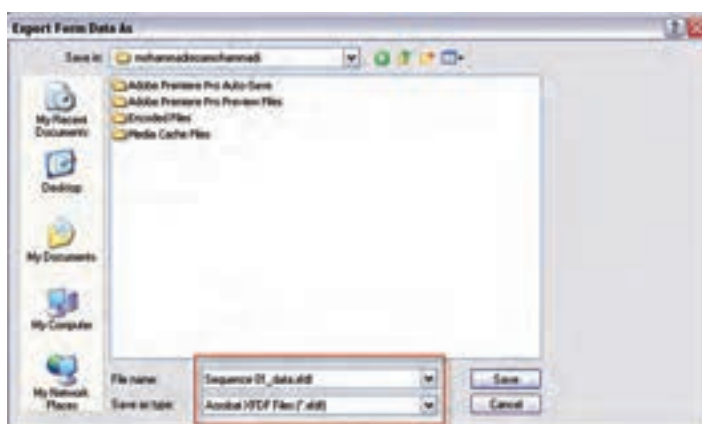 Export Form Data As
Save in:
My Recent
Documents
Desktop
My Documents
My Computer
My Network
Places
Adobe Premiere Pro Auto-Save
Adobe Premiere Pro Preview Files
Encoded Files
Media Cache Files
File name: Sequence 01_data.xfdf Save
Save as type: Acrobat XFDF Files (*.xfdf) Cancel